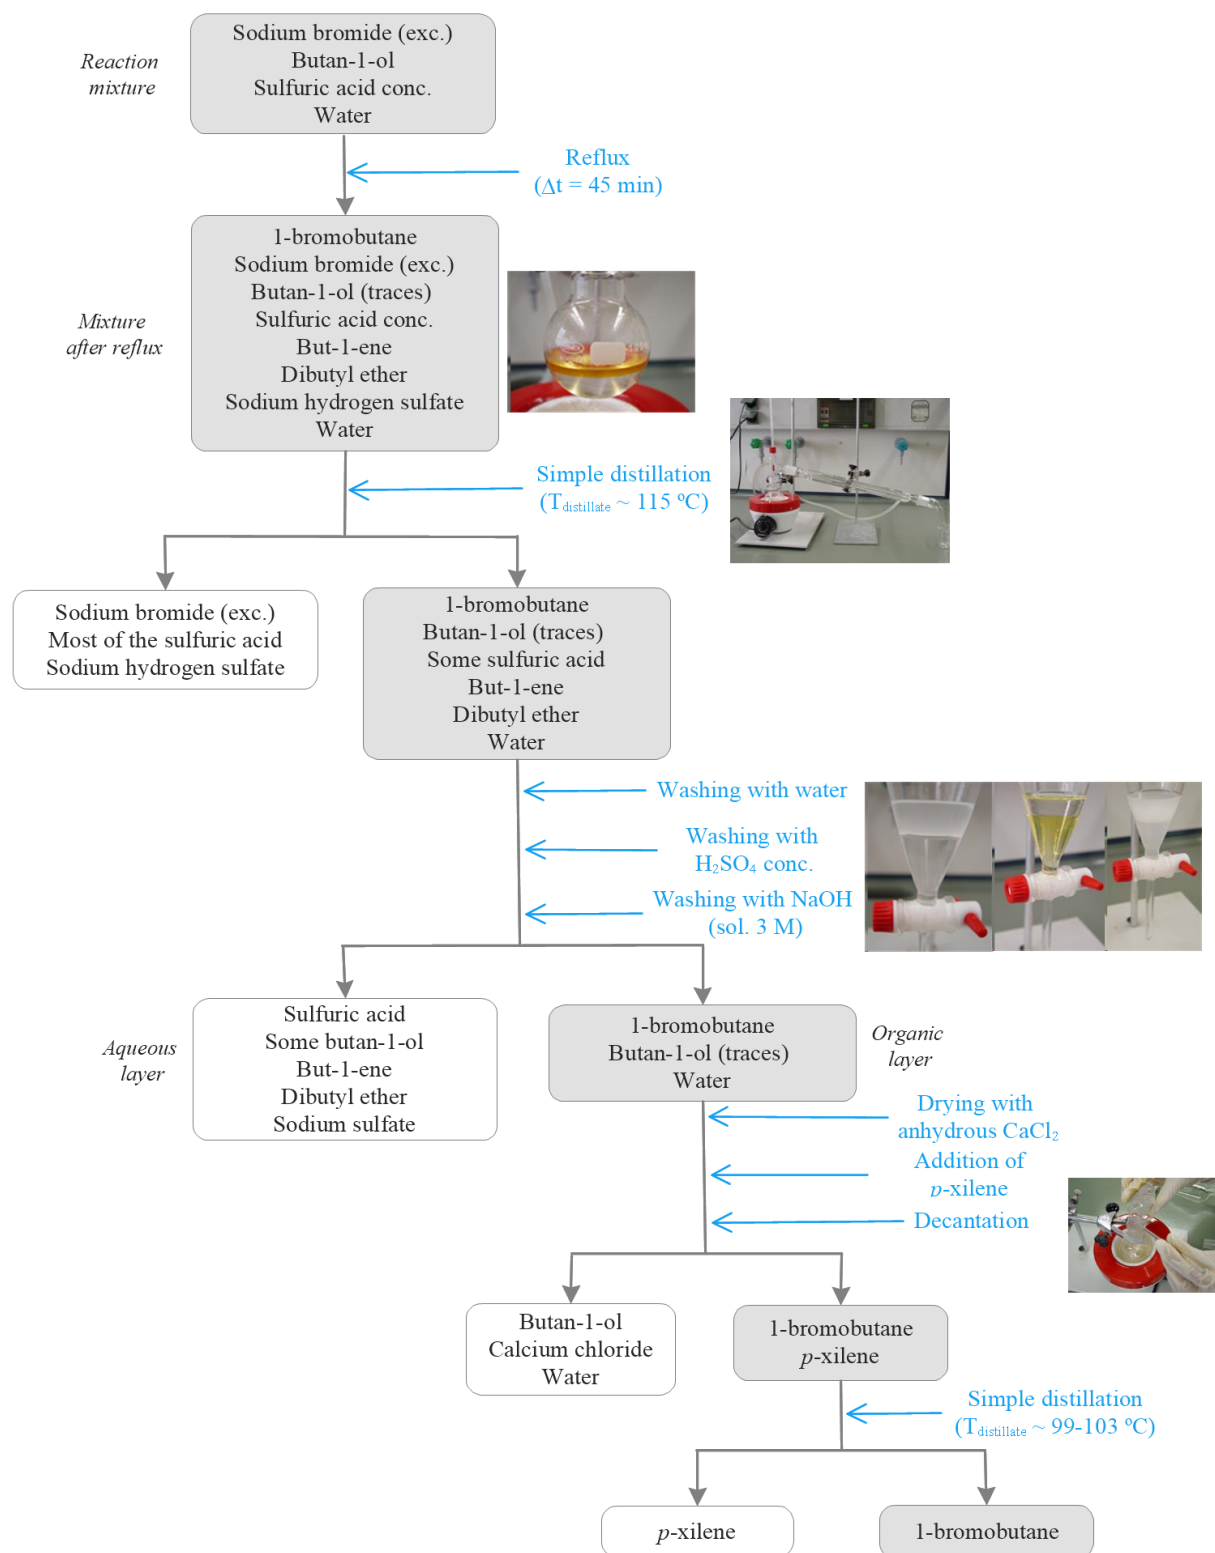 Reaction
mixture
Sodium bromide (exc.)
Butan-1-ol
Sulfuric acid conc.
Water
Reflux
(Δt = 45 min)
Mixture
after reflux
1-bromobutane
Sodium bromide (exc.)
Butan-1-ol (traces)
Sulfuric acid conc.
But-1-ene
Dibutyl ether
Sodium hydrogen sulfate
Water
Simple distillation
(Tdistillate ~ 115 ºC)
Sodium bromide (exc.)
Most of the sulfuric acid
Sodium hydrogen sulfate
1-bromobutane
Butan-1-ol (traces)
Some sulfuric acid
But-1-ene
Dibutyl ether
Water
Washing with water
Washing with
H₂SO₄ conc.
Washing with NaOH
(sol. 3 M)
Aqueous
layer
Sulfuric acid
Some butan-1-ol
But-1-ene
Dibutyl ether
Sodium sulfate
1-bromobutane
Butan-1-ol (traces)
Water
Organic
layer
Drying with
anhydrous CaCl₂
Addition of
p-xilene
Decantation
Butan-1-ol
Calcium chloride
Water
1-bromobutane
p-xilene
Simple distillation
(Tdistillate ~ 99-103 ºC)
p-xilene
1-bromobutane